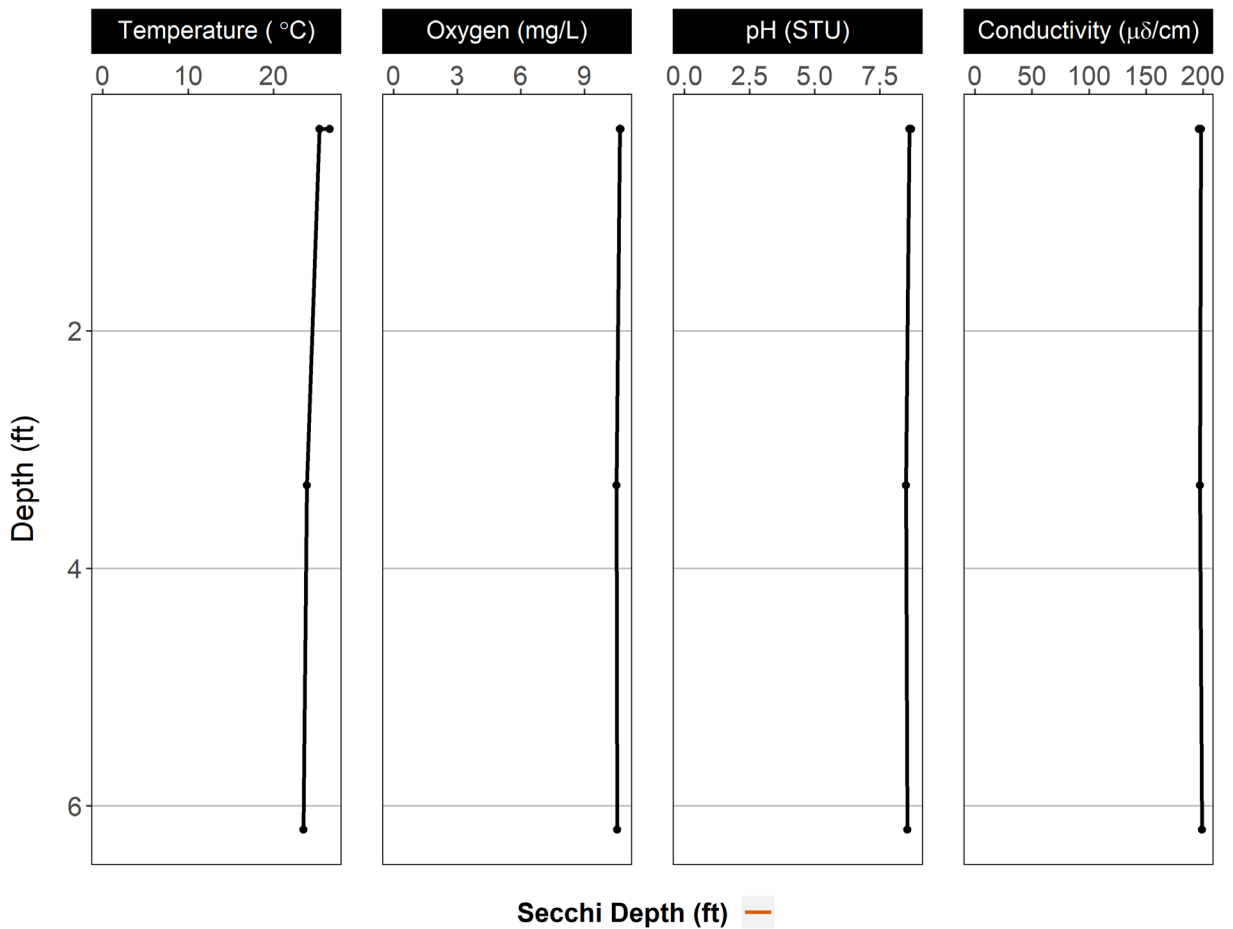 Temperature ( °C)
Oxygen (mg/L)
pH (STU)
Conductivity (μδ/cm)
0 10 20
0 3 6 9
0.0 2.5 5.0 7.5
0 50 100 150 200
2
4
6
Depth (ft)
Secchi Depth (ft)